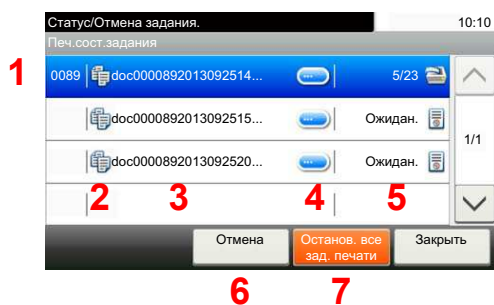 Статус/Отмена задания. 10:10
Печ.сост.задания
1 0089 doc0000892013092514... 5/23
doc0000892013092515... Ожидан.
1/1
doc0000892013092520... Ожидан.
2 3 4 5
Отмена Останов. все зад. печати Закрыть
6 7